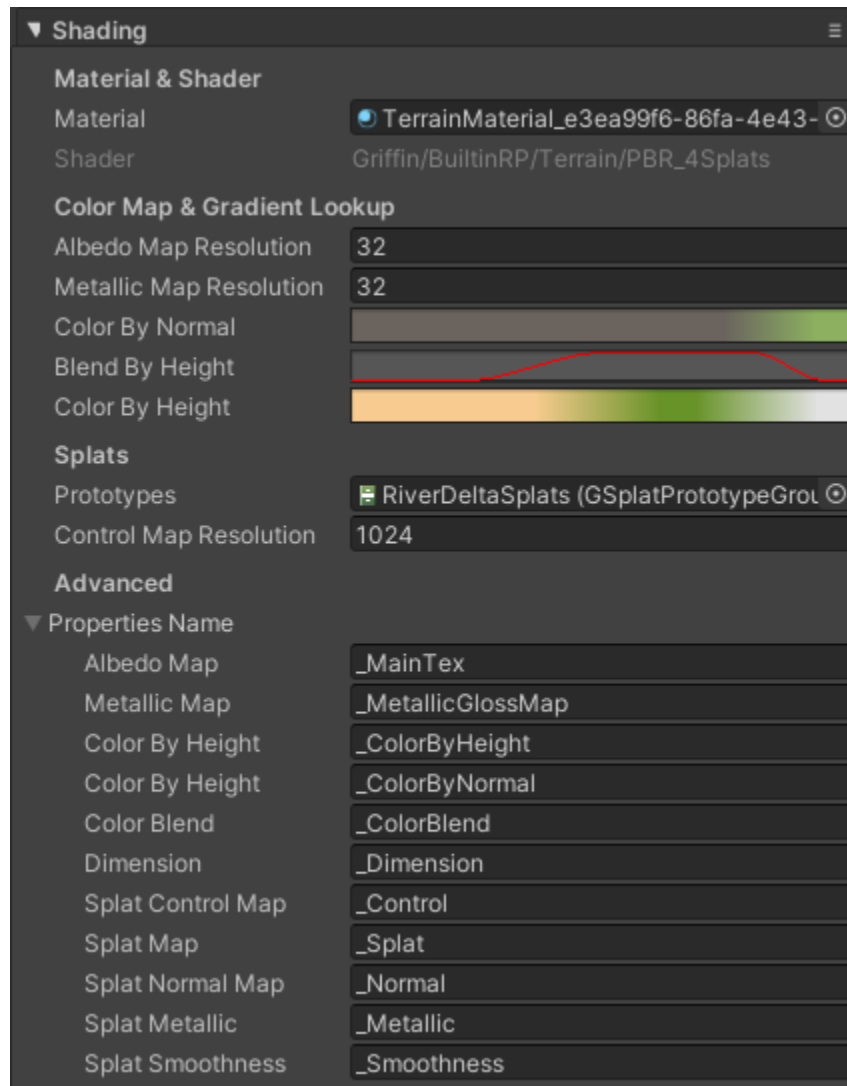 Shading
Material & Shader
Material TerrainMaterial_e3ea99f6-86fa-4e43-
Shader Griffin/BuiltinRP/Terrain/PBR_4Splats
Color Map & Gradient Lookup
Albedo Map Resolution 32
Metallic Map Resolution 32
Color By Normal
Blend By Height
Color By Height
Splats
Prototypes RiverDeltaSplats (GSplatPrototypeGrou
Control Map Resolution 1024
Advanced
Properties Name
Albedo Map _MainTex
Metallic Map _MetallicGlossMap
Color By Height _ColorByHeight
Color By Height _ColorByNormal
Color Blend _ColorBlend
Dimension _Dimension
Splat Control Map _Control
Splat Map _Splat
Splat Normal Map _Normal
Splat Metallic _Metallic
Splat Smoothness _Smoothness